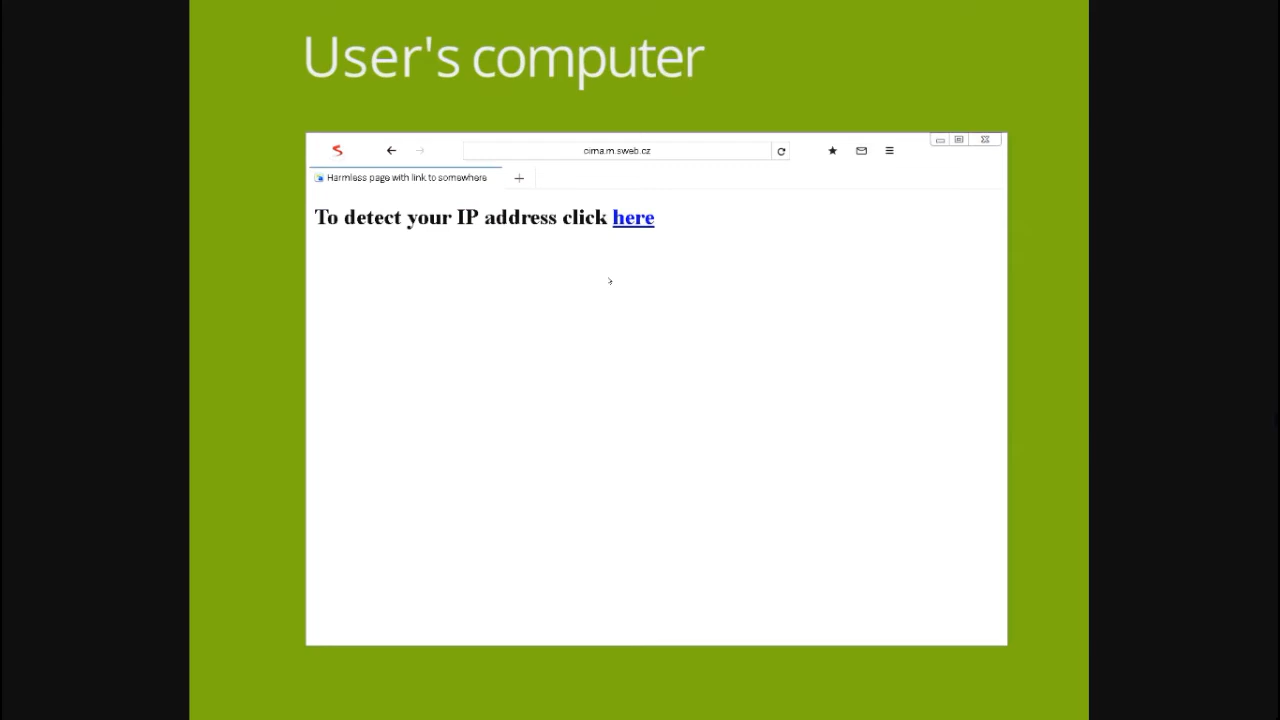 User's computer
cima.m.sweb.cz
Harmless page with link to somewhere
To detect your IP address click here